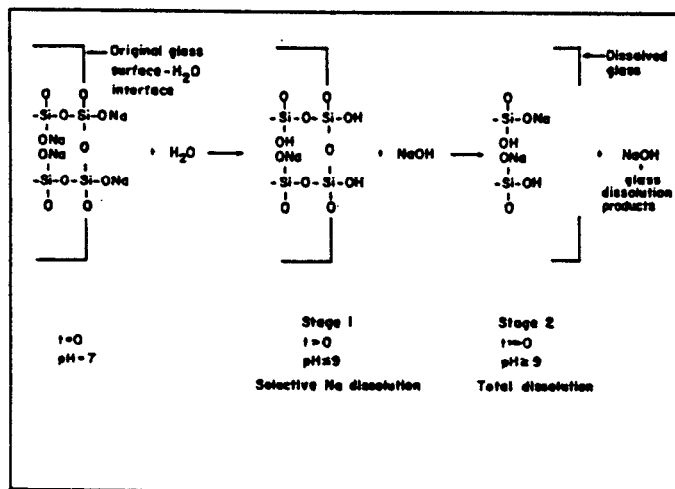 Original glass
surface-H2O
interface
Dissolved
glass
O O
-Si-O-Si-ONa
ONa O
ONa
-Si-O-Si-ONa
O O
+ H2O
O O
-Si-O-Si-OH
OH O
ONa
-Si-O-Si-OH
O O
+ NaOH
O
-Si-ONa
OH
ONa
-Si-OH
O
+ NaOH
+
glass
dissolution
products
t=0
pH=7
Stage 1
t>0
pH≤9
Selective Na dissolution
Stage 2
t≫0
pH≥9
Total dissolution